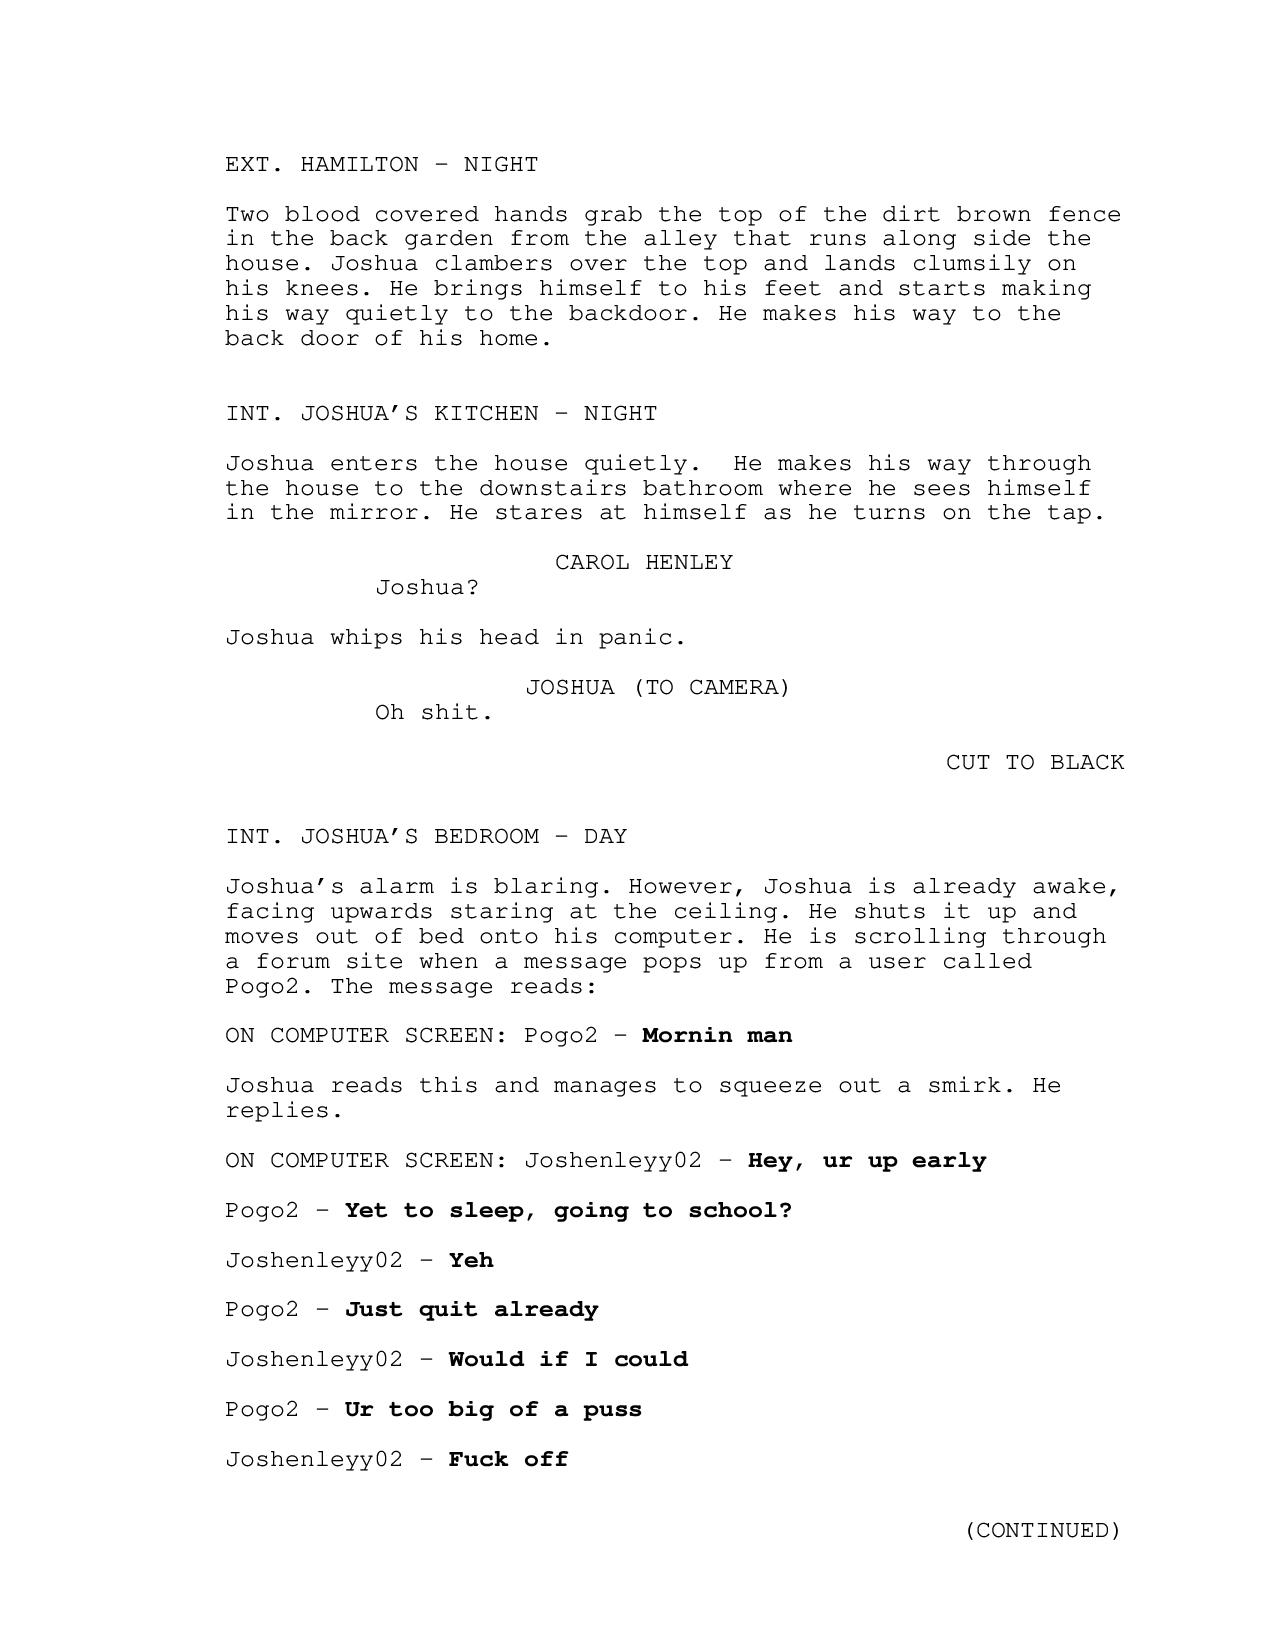 EXT. HAMILTON - NIGHT
Two blood covered hands grab the top of the dirt brown fence
in the back garden from the alley that runs along side the
house. Joshua clambers over the top and lands clumsily on
his knees. He brings himself to his feet and starts making
his way quietly to the backdoor. He makes his way to the
back door of his home.
INT. JOSHUA’S KITCHEN - NIGHT
Joshua enters the house quietly.  He makes his way through
the house to the downstairs bathroom where he sees himself
in the mirror. He stares at himself as he turns on the tap.
CAROL HENLEY
Joshua?
Joshua whips his head in panic.
JOSHUA (TO CAMERA)
Oh shit.
CUT TO BLACK
INT. JOSHUA’S BEDROOM - DAY
Joshua’s alarm is blaring. However, Joshua is already awake,
facing upwards staring at the ceiling. He shuts it up and
moves out of bed onto his computer. He is scrolling through
a forum site when a message pops up from a user called
Pogo2. The message reads:
ON COMPUTER SCREEN: Pogo2 - Mornin man
Joshua reads this and manages to squeeze out a smirk. He
replies.
ON COMPUTER SCREEN: Joshenleyy02 - Hey, ur up early
Pogo2 - Yet to sleep, going to school?
Joshenleyy02 - Yeh
Pogo2 - Just quit already
Joshenleyy02 - Would if I could
Pogo2 - Ur too big of a puss
Joshenleyy02 - Fuck off
(CONTINUED)